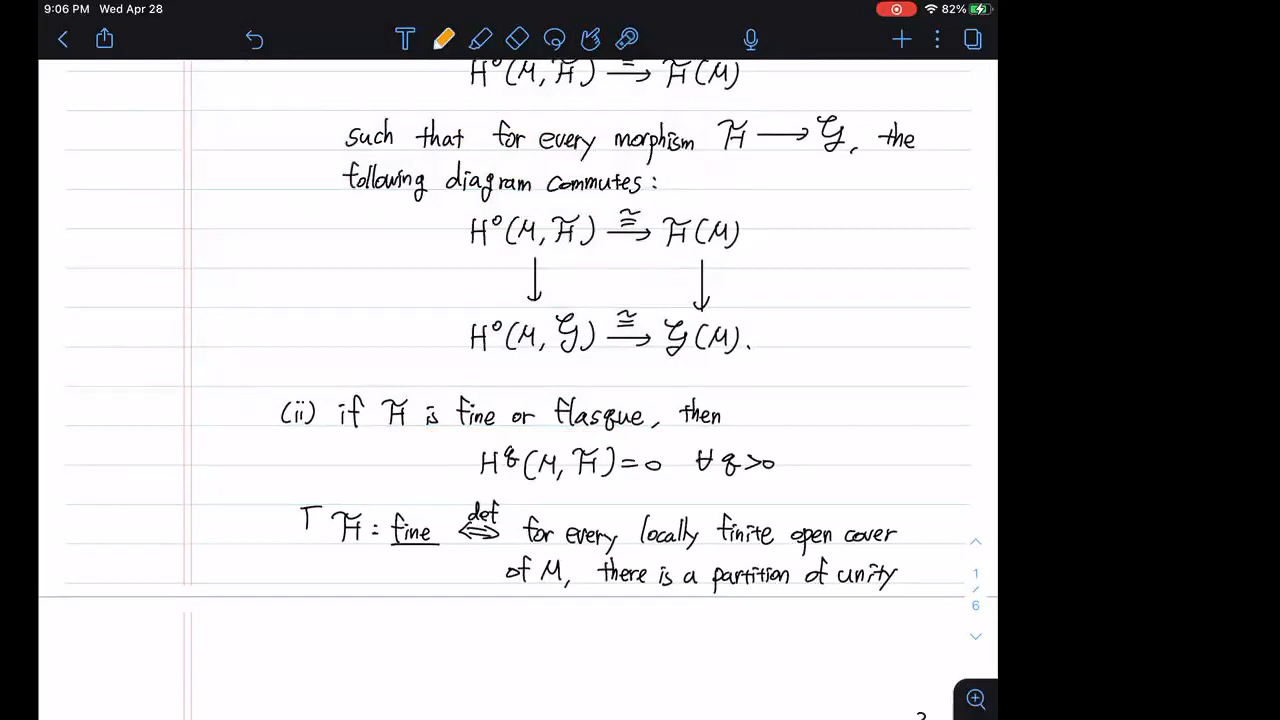 9:06 PM Wed Apr 28
82%
H⁰(M, ℱ) ≅→ ℱ(M)
such that for every morphism ℱ → 𝒢, the
following diagram commutes:
H⁰(M, ℱ) ≅→ ℱ(M)
↓ ↓
H⁰(M, 𝒢) ≅→ 𝒢(M).
(ii) if ℱ is fine or flasque, then
H^q(M, ℱ) = 0 ∀ q > 0
⌈ ℱ : fine ⇔def for every locally finite open cover
of M, there is a partition of unity
1
/
6